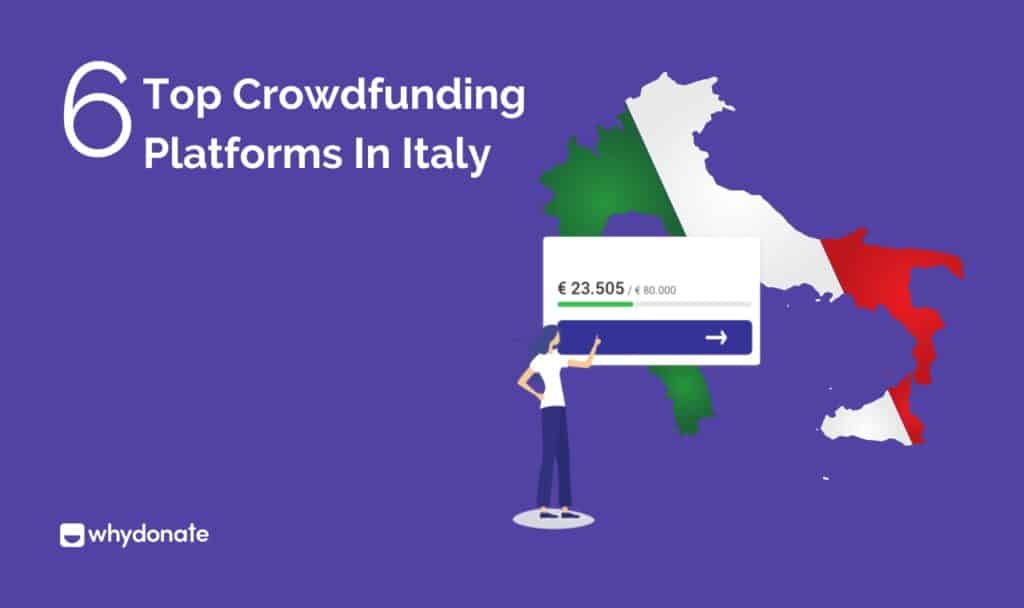 6 Top Crowdfunding
Platforms In Italy
€ 23.505 / € 80.000
whydonate